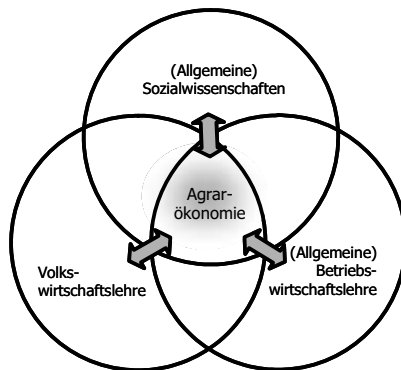 (Allgemeine)
Sozialwissenschaften
Agrar-
ökonomie
Volks-
wirtschaftslehre
(Allgemeine)
Betriebs-
wirtschaftslehre